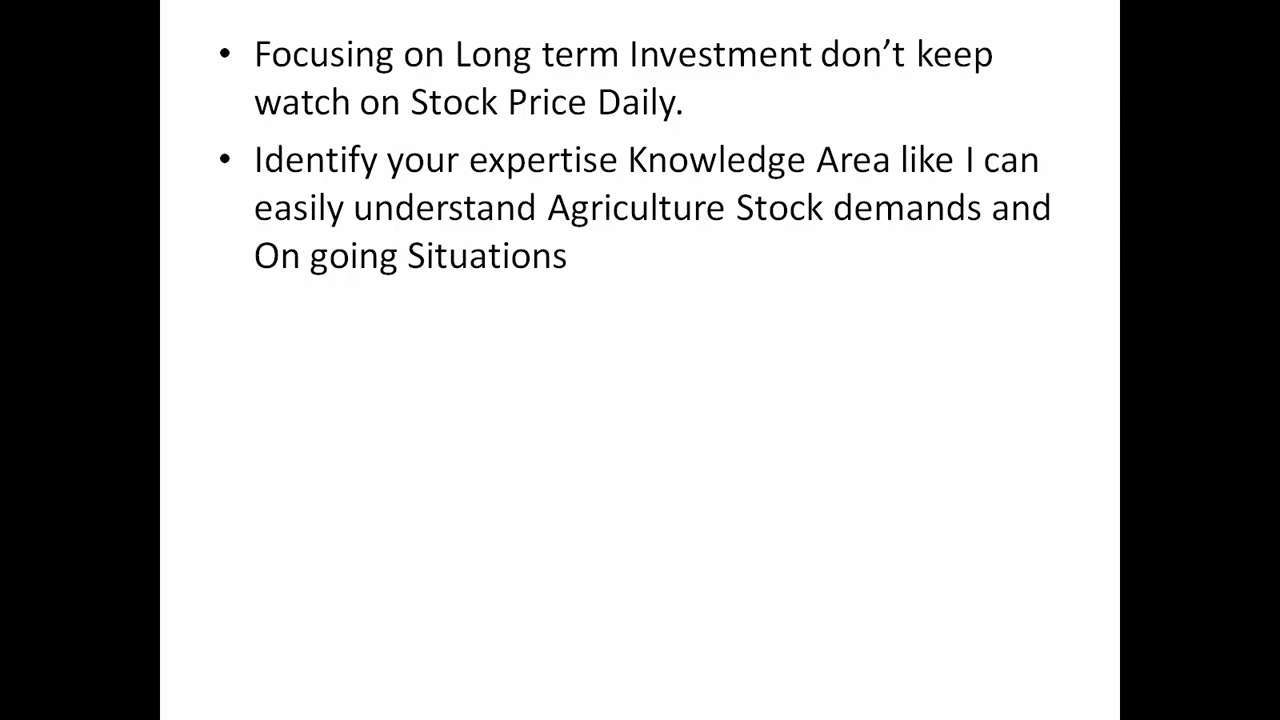 • Focusing on Long term Investment don’t keep
watch on Stock Price Daily.
• Identify your expertise Knowledge Area like I can
easily understand Agriculture Stock demands and
On going Situations